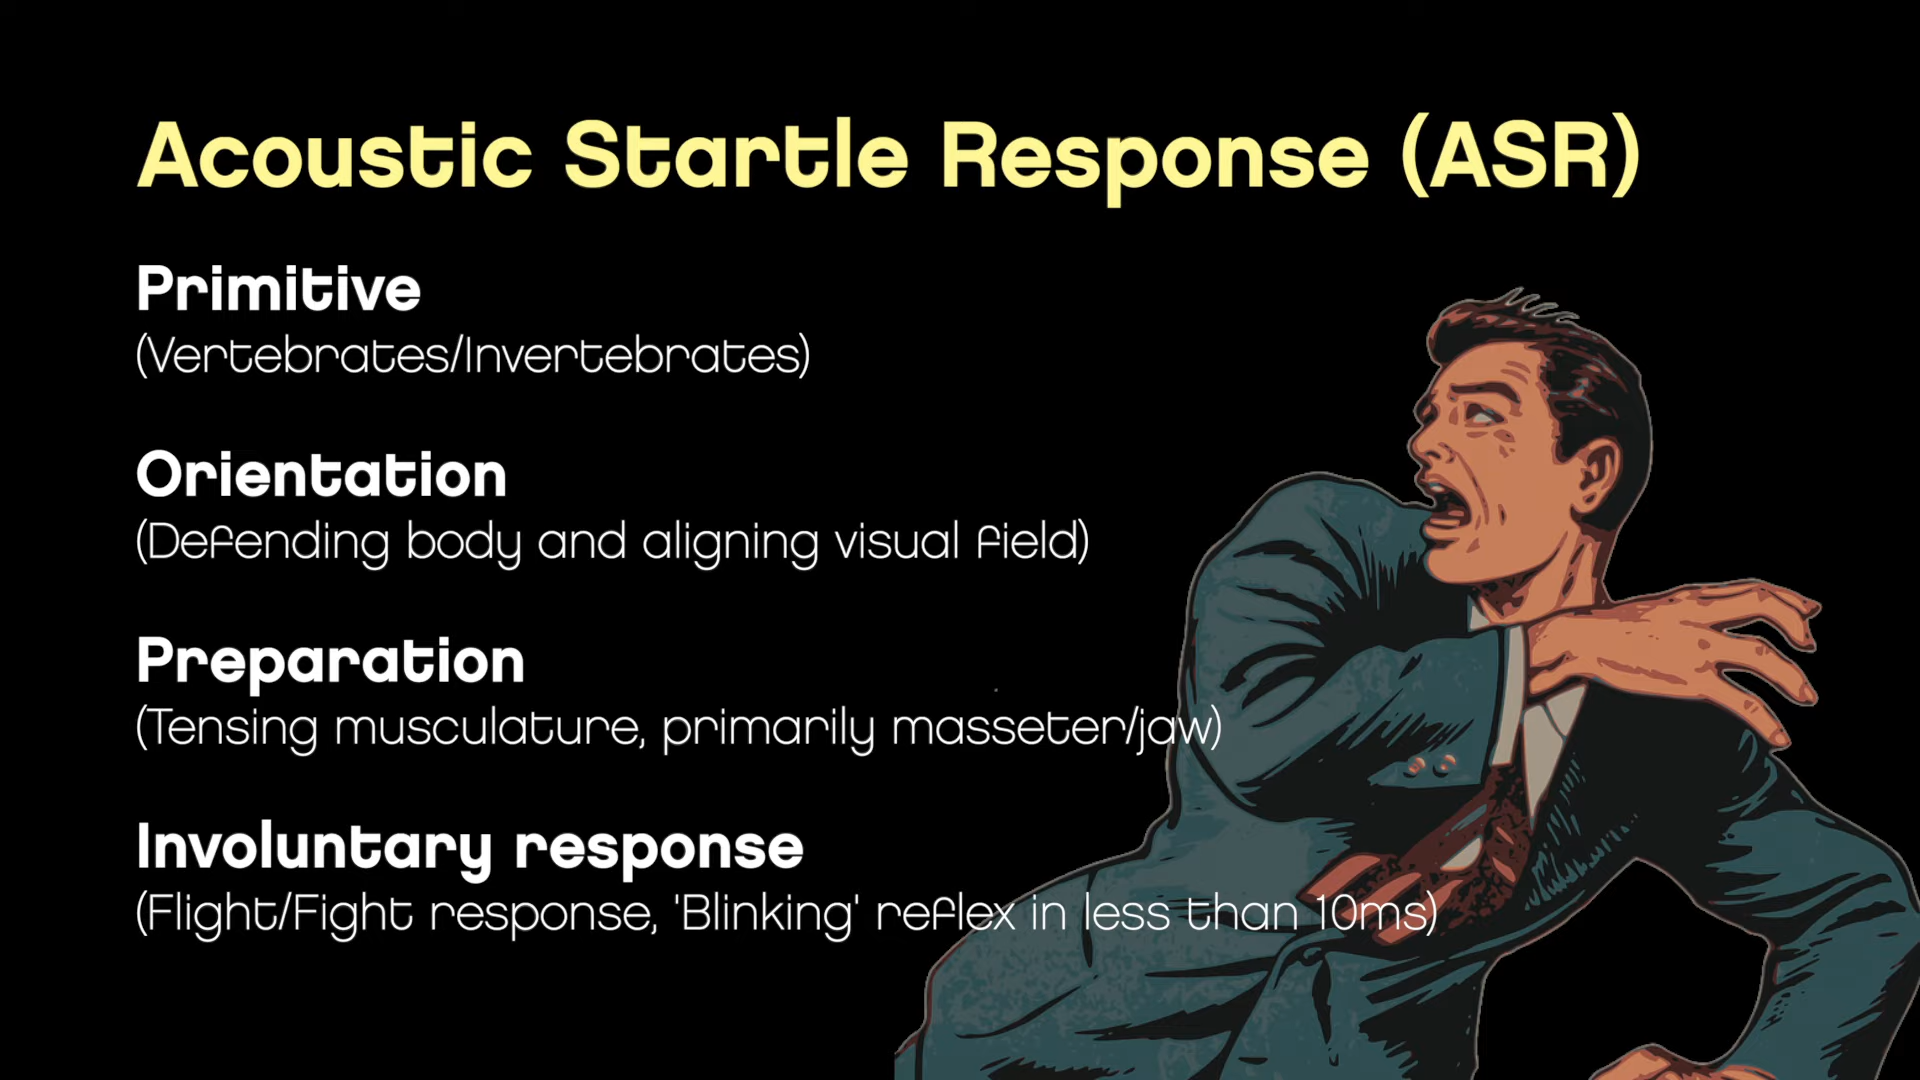 Acoustic Startle Response (ASR)
Primitive
(Vertebrates/Invertebrates)
Orientation
(Defending body and aligning visual field)
Preparation
(Tensing musculature, primarily masseter/jaw)
Involuntary response
(Flight/Fight response, 'Blinking' reflex in less than 10ms)